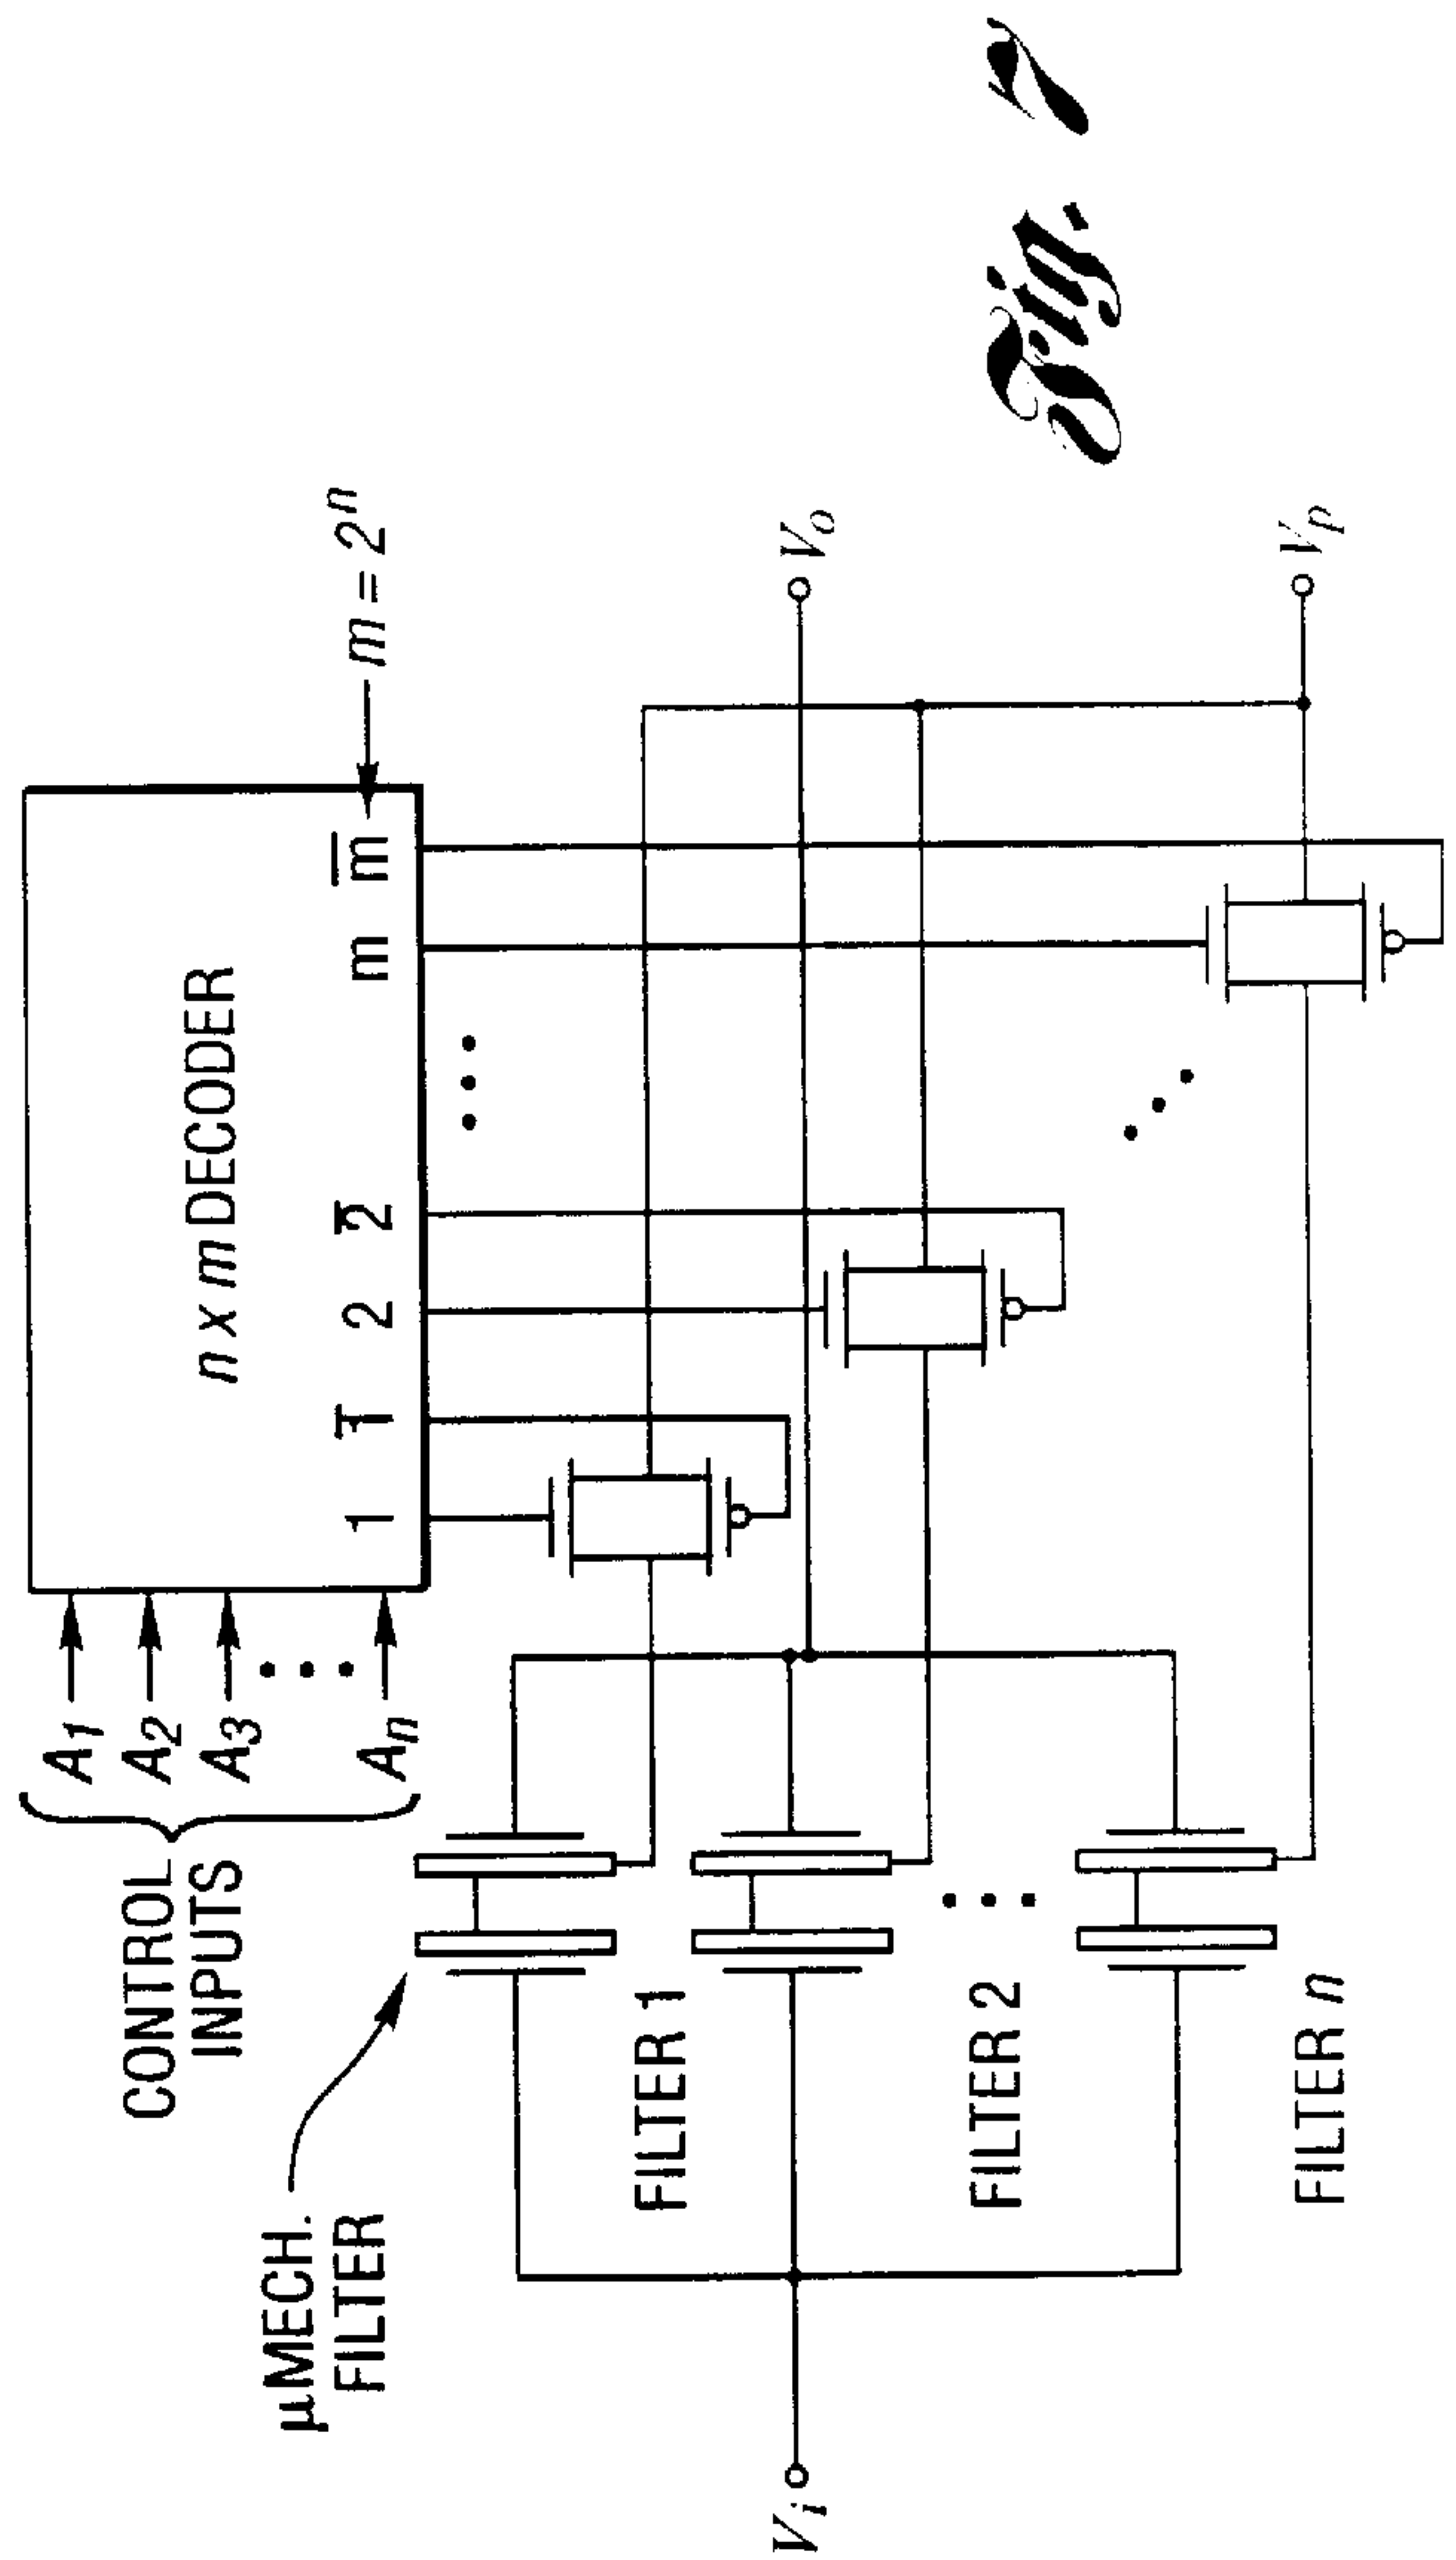 CONTROL
INPUTS
A1
A2
A3
An
n x m DECODER
1 1̅ 2 2̅ m m̅
m = 2ⁿ
μMECH.
FILTER
FILTER 1
FILTER 2
FILTER n
Vi
Vo
Vp
Fig. 7